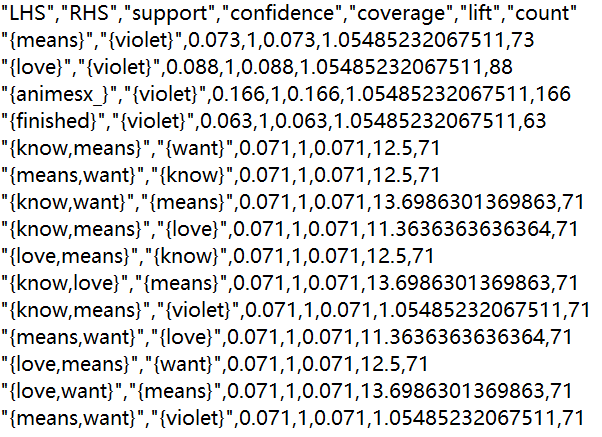 "LHS","RHS","support","confidence","coverage","lift","count"
"{means}","{violet}",0.073,1,0.073,1.05485232067511,73
"{love}","{violet}",0.088,1,0.088,1.05485232067511,88
"{animesx_}","{violet}",0.166,1,0.166,1.05485232067511,166
"{finished}","{violet}",0.063,1,0.063,1.05485232067511,63
"{know,means}","{want}",0.071,1,0.071,12.5,71
"{means,want}","{know}",0.071,1,0.071,12.5,71
"{know,want}","{means}",0.071,1,0.071,13.6986301369863,71
"{know,means}","{love}",0.071,1,0.071,11.3636363636364,71
"{love,means}","{know}",0.071,1,0.071,12.5,71
"{know,love}","{means}",0.071,1,0.071,13.6986301369863,71
"{know,means}","{violet}",0.071,1,0.071,1.05485232067511,71
"{means,want}","{love}",0.071,1,0.071,11.3636363636364,71
"{love,means}","{want}",0.071,1,0.071,12.5,71
"{love,want}","{means}",0.071,1,0.071,13.6986301369863,71
"{means,want}","{violet}",0.071,1,0.071,1.05485232067511,71